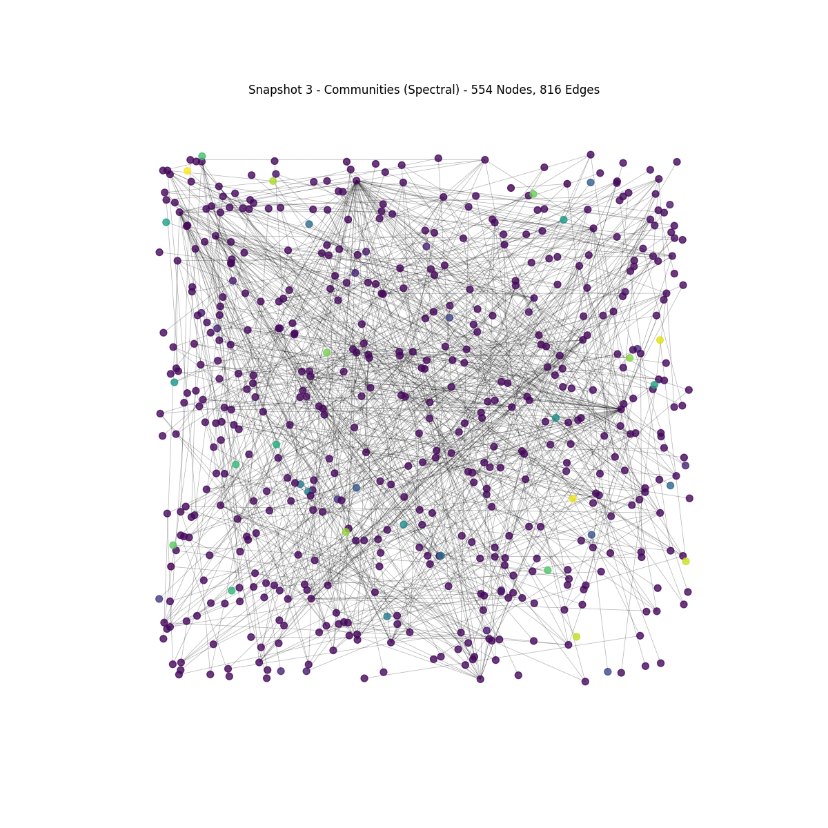 Snapshot 3 - Communities (Spectral) - 554 Nodes, 816 Edges